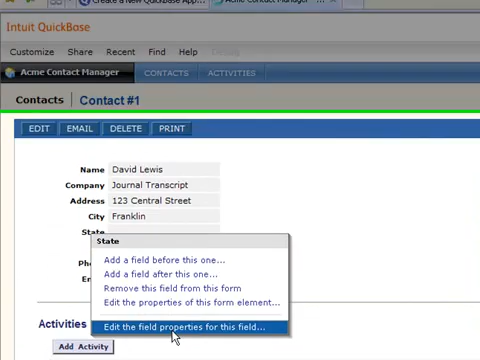 Create a New QuickBase App...
Acme Contact Manager -
Intuit QuickBase
Customize Share Recent Find Help
Acme Contact Manager CONTACTS ACTIVITIES
Contacts Contact #1
EDIT EMAIL DELETE PRINT
Name David Lewis
Company Journal Transcript
Address 123 Central Street
City Franklin
State
State
Add a field before this one...
Add a field after this one...
Remove this field from this form
Edit the properties of this form element...
Edit the field properties for this field...
Activities
Add Activity